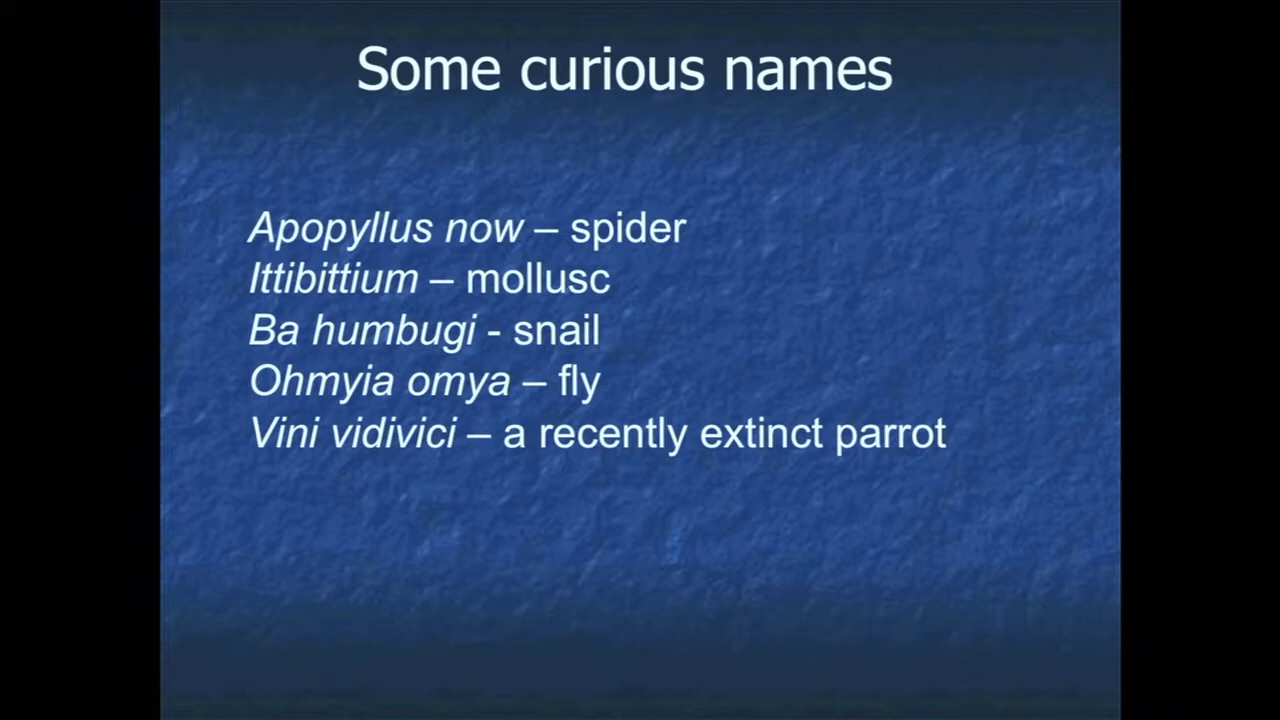 Some curious names
Apopyllus now – spider
Ittibittium – mollusc
Ba humbugi - snail
Ohmyia omya – fly
Vini vidivici – a recently extinct parrot